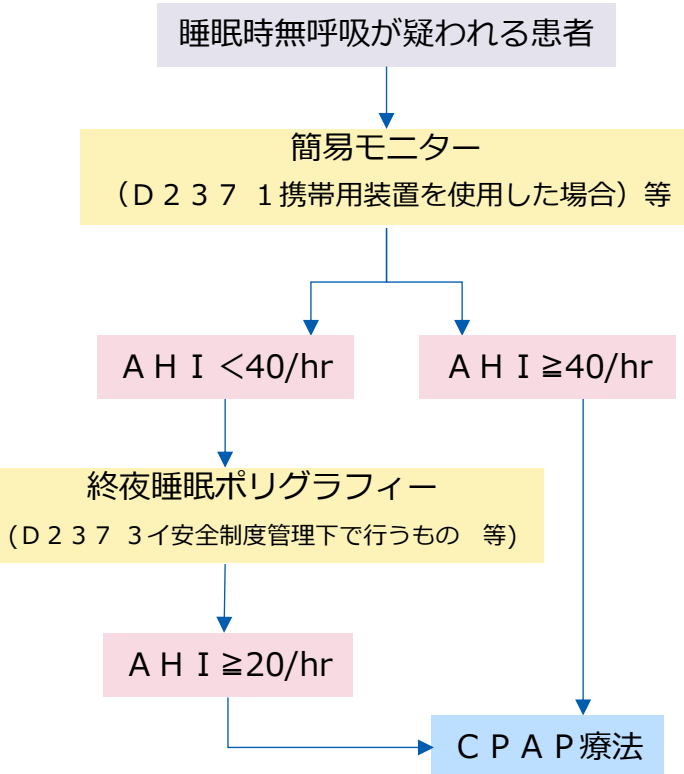 睡眠時無呼吸が疑われる患者
簡易モニター
（Ｄ２３７ １携帯用装置を使用した場合）等
ＡＨＩ＜40/hr
ＡＨＩ≧40/hr
終夜睡眠ポリグラフィー
(Ｄ２３７ ３イ安全制度管理下で行うもの　等)
ＡＨＩ≧20/hr
ＣＰＡＰ療法